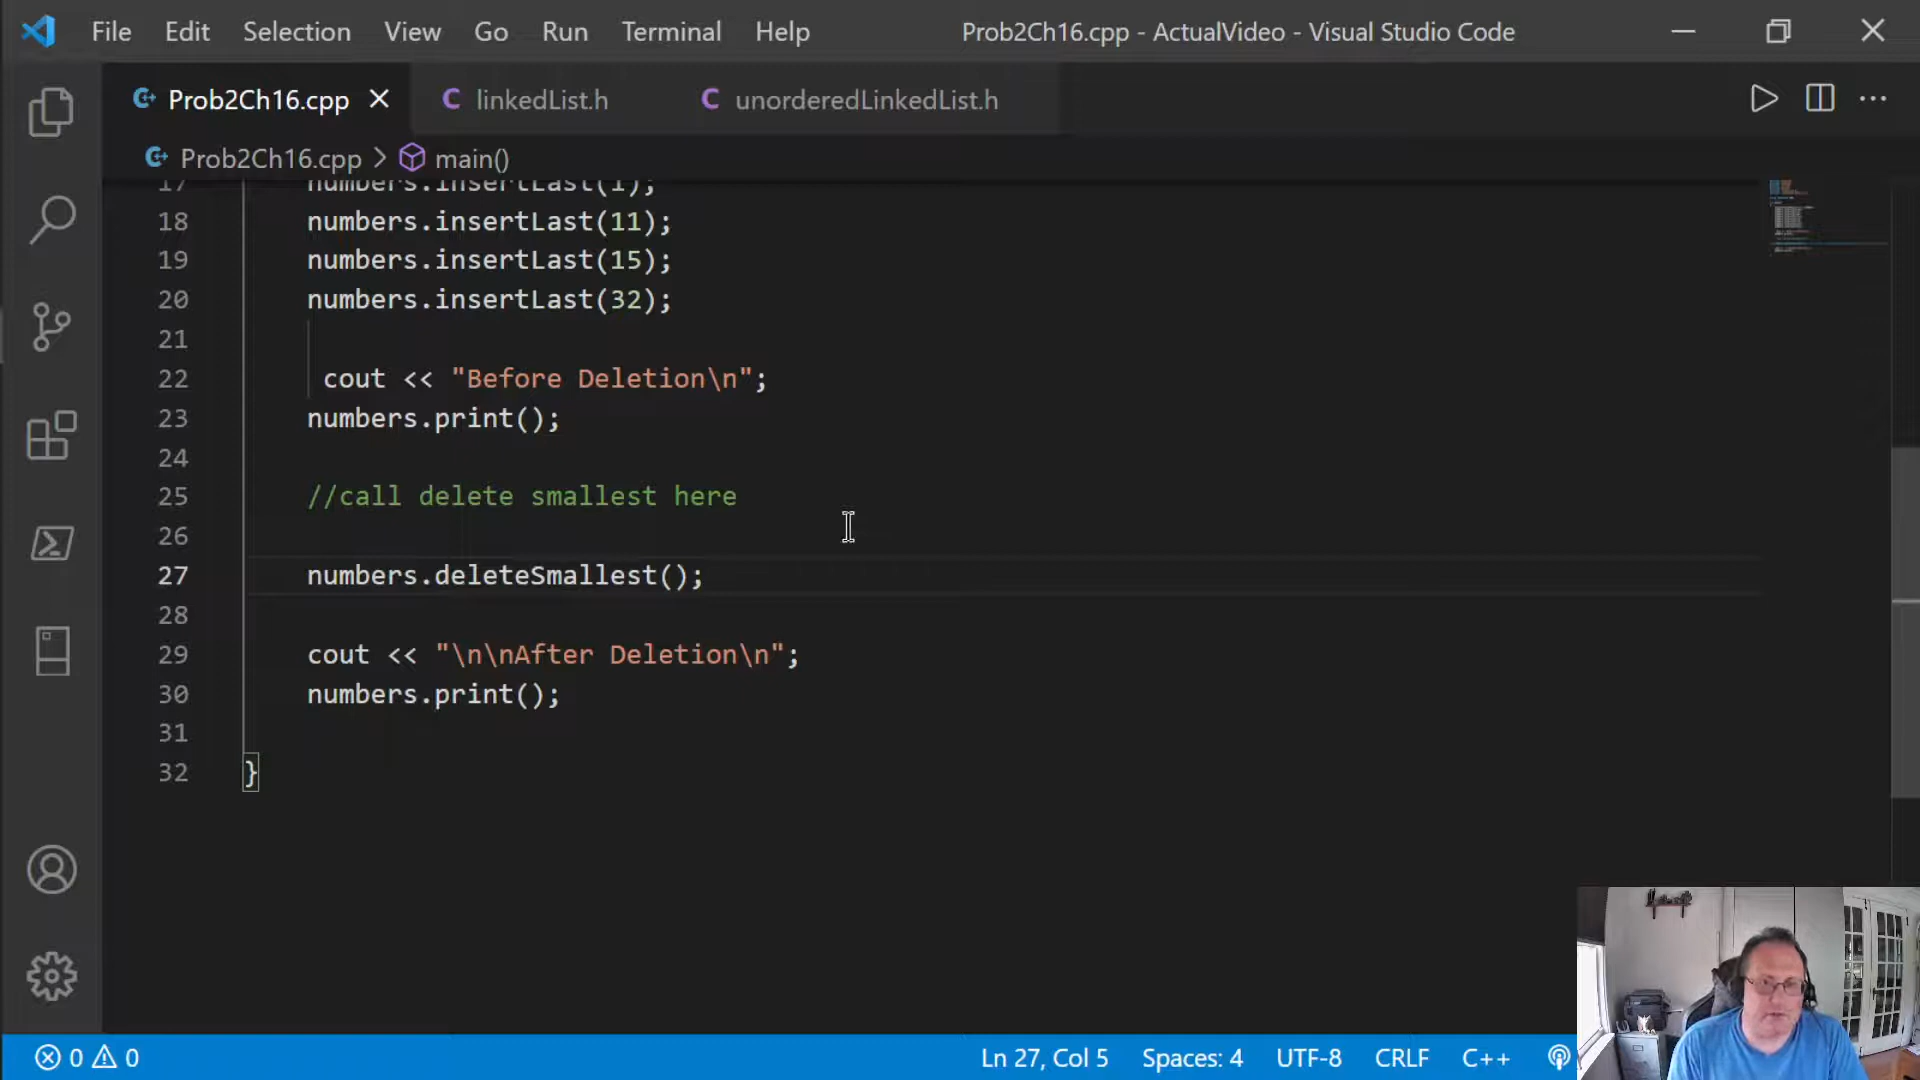 File Edit Selection View Go Run Terminal Help Prob2Ch16.cpp - ActualVideo - Visual Studio Code
Prob2Ch16.cpp linkedList.h unorderedLinkedList.h
Prob2Ch16.cpp > main()
17 numbers.insertLast(1);
18 numbers.insertLast(11);
19 numbers.insertLast(15);
20 numbers.insertLast(32);
21
22 cout << "Before Deletion\n";
23 numbers.print();
24
25 //call delete smallest here
26
27 numbers.deleteSmallest();
28
29 cout << "\n\nAfter Deletion\n";
30 numbers.print();
31
32 }
0 0 Ln 27, Col 5 Spaces: 4 UTF-8 CRLF C++